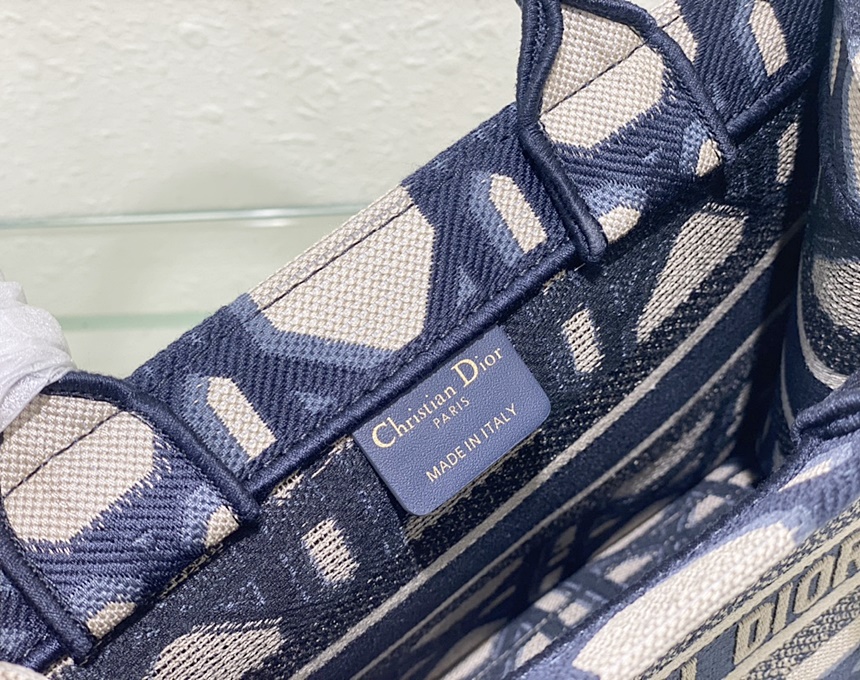 Christian Dior
PARIS
MADE IN ITALY
DIOR